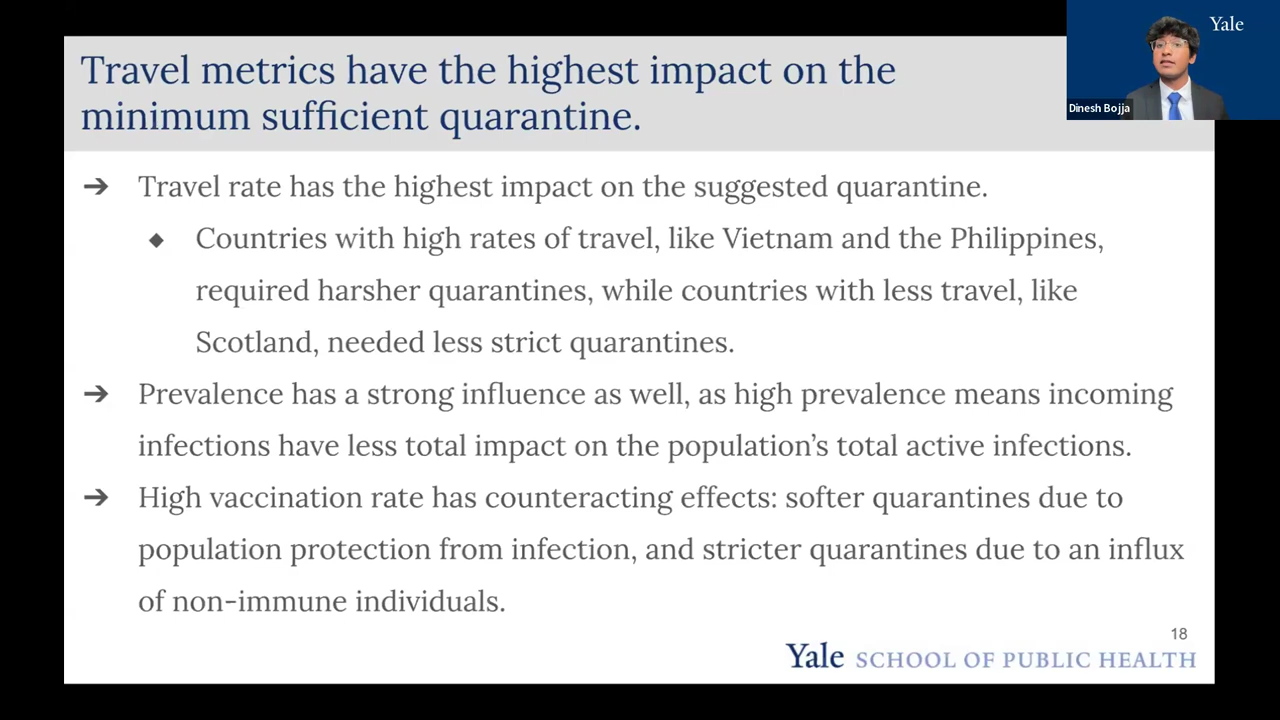 Travel metrics have the highest impact on the
minimum sufficient quarantine.
Yale
Dinesh Bojja
➔ Travel rate has the highest impact on the suggested quarantine.
◆ Countries with high rates of travel, like Vietnam and the Philippines,
required harsher quarantines, while countries with less travel, like
Scotland, needed less strict quarantines.
➔ Prevalence has a strong influence as well, as high prevalence means incoming
infections have less total impact on the population’s total active infections.
➔ High vaccination rate has counteracting effects: softer quarantines due to
population protection from infection, and stricter quarantines due to an influx
of non-immune individuals.
18
Yale SCHOOL OF PUBLIC HEALTH